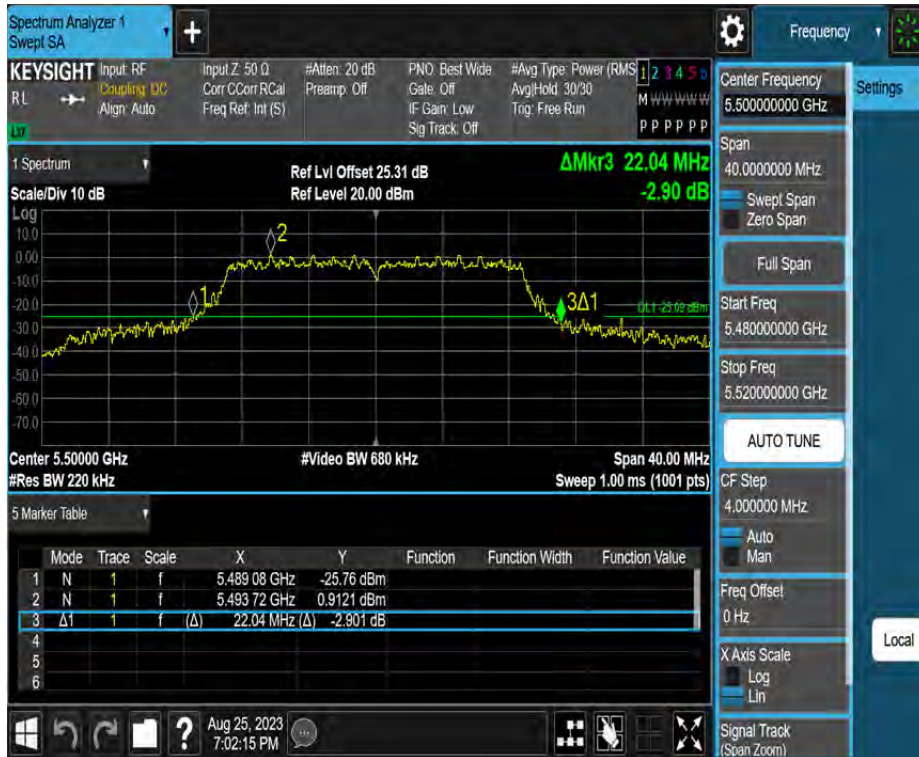 Spectrum Analyzer 1
Swept SA
+
Frequency
KEYSIGHT
RL
Input: RF
Coupling: DC
Align: Auto
Input Z: 50 Ω
Corr CCorr RCal
Freq Ref: Int (S)
#Atten: 20 dB
Preamp: Off
PNO: Best Wide
Gate: Off
IF Gain: Low
Sig Track: Off
#Avg Type: Power (RMS
Avg|Hold: 30/30
Trig: Free Run
1 2 3 4 5 6
M W W W W W
P P P P P P
1 Spectrum
Scale/Div 10 dB
Ref Lvl Offset 25.31 dB
Ref Level 20.00 dBm
ΔMkr3 22.04 MHz
-2.90 dB
Log
10.0
0.00
-10.0
-20.0
-30.0
-40.0
-50.0
-60.0
-70.0
2
1
3Δ1
DL1 -25.09 dBm
Center 5.50000 GHz
#Video BW 680 kHz
Span 40.00 MHz
#Res BW 220 kHz
Sweep 1.00 ms (1001 pts)
5 Marker Table
Mode Trace Scale X Y Function Function Width Function Value
1 N 1 f 5.489 08 GHz -25.76 dBm
2 N 1 f 5.493 72 GHz 0.9121 dBm
3 Δ1 1 f (Δ) 22.04 MHz (Δ) -2.901 dB
4
5
6
?
Aug 25, 2023
7:02:15 PM
Center Frequency
5.500000000 GHz
Settings
Span
40.0000000 MHz
Swept Span
Zero Span
Full Span
Start Freq
5.480000000 GHz
Stop Freq
5.520000000 GHz
AUTO TUNE
CF Step
4.000000 MHz
Auto
Man
Freq Offset
0 Hz
X Axis Scale
Log
Lin
Local
Signal Track
(Span Zoom)